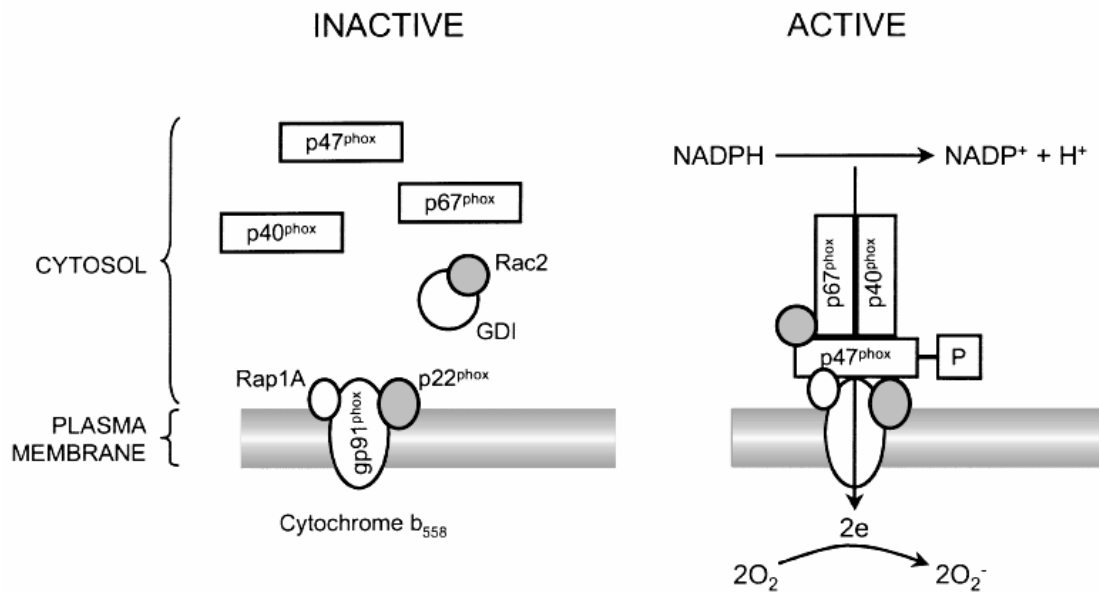 INACTIVE
ACTIVE
p47phox
p67phox
p40phox
Rac2
GDI
CYTOSOL
Rap1A
p22phox
gp91phox
PLASMA
MEMBRANE
Cytochrome b558
NADPH
NADP+ + H+
p67phox
p40phox
p47phox
P
2e
2O2
2O2-